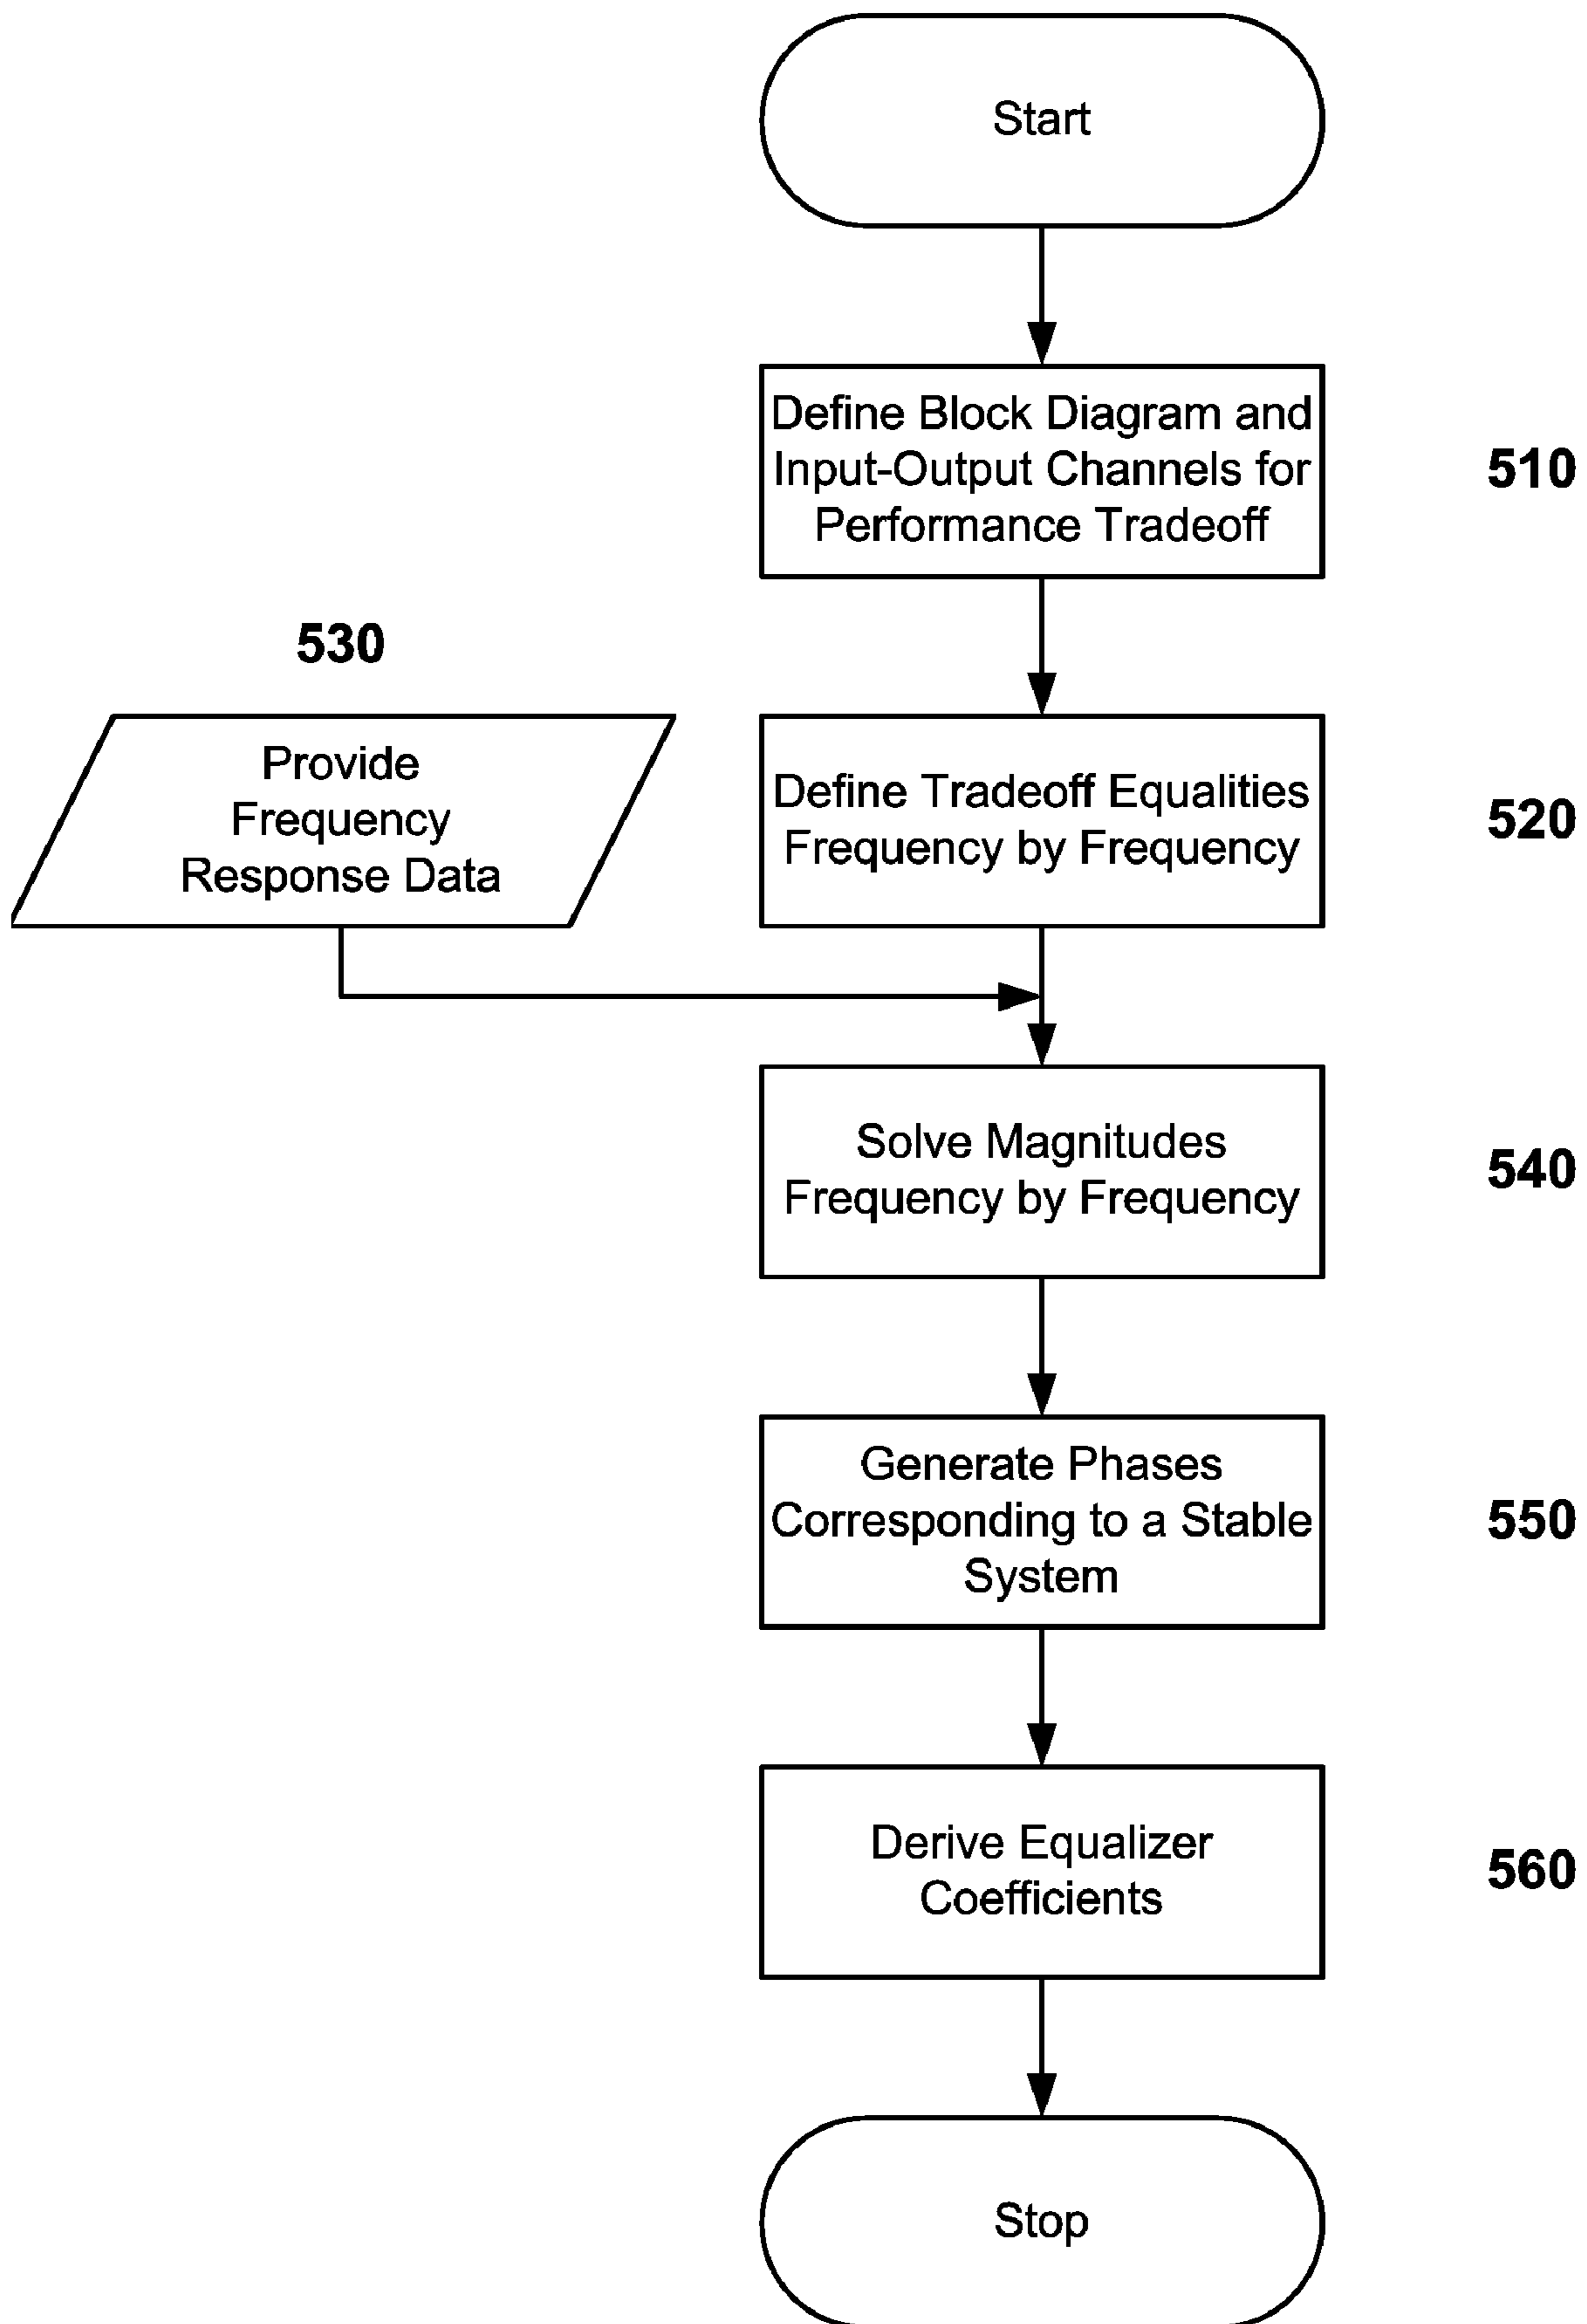 Start
Define Block Diagram and
Input-Output Channels for
Performance Tradeoff
510
530
Provide
Frequency
Response Data
Define Tradeoff Equalities
Frequency by Frequency
520
Solve Magnitudes
Frequency by Frequency
540
Generate Phases
Corresponding to a Stable
System
550
Derive Equalizer
Coefficients
560
Stop